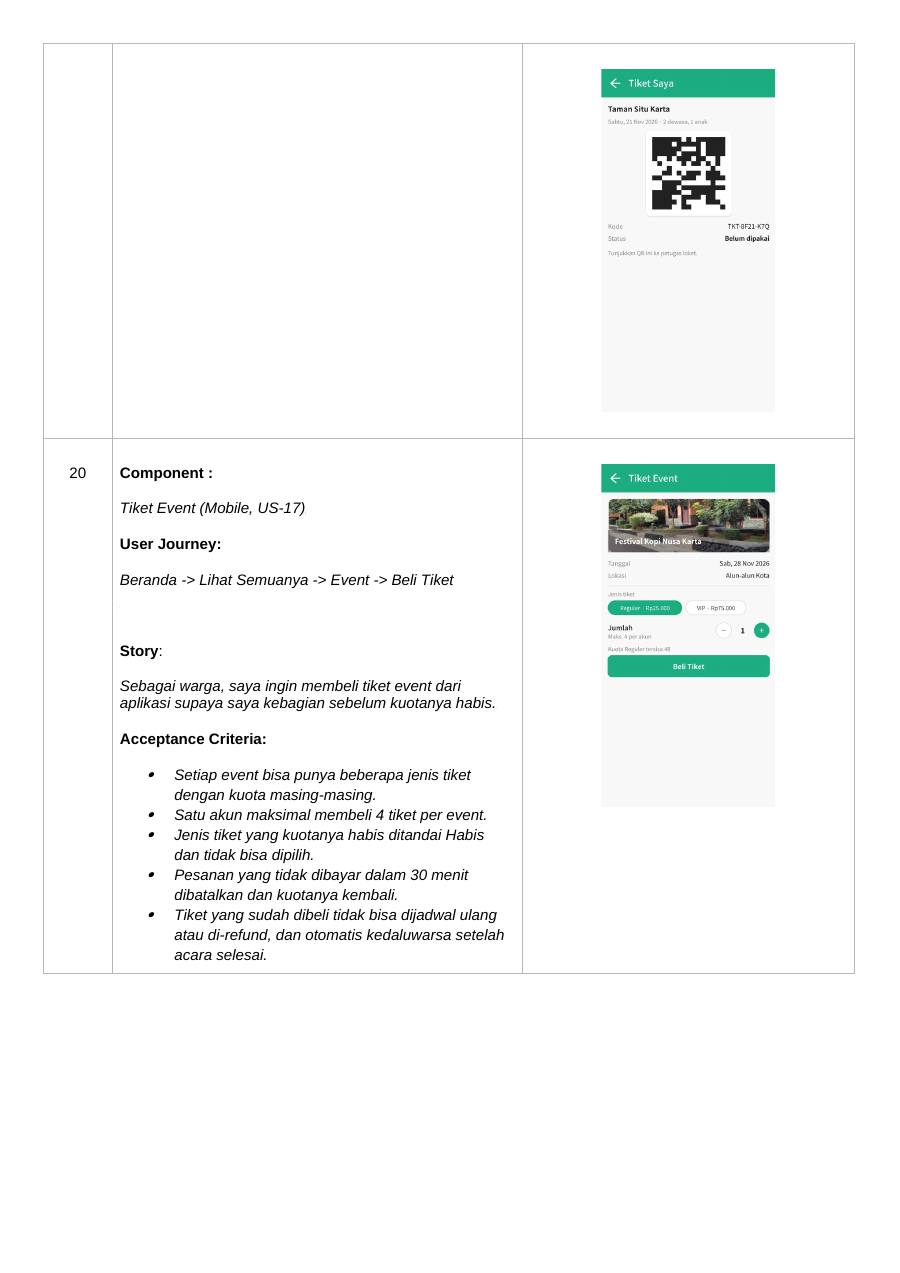 Tiket Saya
Taman Situ Karta
Sabtu, 21 Nov 2026 · 2 dewasa, 1 anak
Kode TKT-8F21-K7Q
Status Belum dipakai
Tunjukkan QR ini ke petugas loket.
20
Component :
Tiket Event (Mobile, US-17)
User Journey:
Beranda -> Lihat Semuanya -> Event -> Beli Tiket
Story:
Sebagai warga, saya ingin membeli tiket event dari
aplikasi supaya saya kebagian sebelum kuotanya habis.
Acceptance Criteria:
• Setiap event bisa punya beberapa jenis tiket
dengan kuota masing-masing.
• Satu akun maksimal membeli 4 tiket per event.
• Jenis tiket yang kuotanya habis ditandai Habis
dan tidak bisa dipilih.
• Pesanan yang tidak dibayar dalam 30 menit
dibatalkan dan kuotanya kembali.
• Tiket yang sudah dibeli tidak bisa dijadwal ulang
atau di-refund, dan otomatis kedaluwarsa setelah
acara selesai.
Tiket Event
Festival Kopi Nusa Karta
Tanggal Sab, 28 Nov 2026
Lokasi Alun-alun Kota
Jenis tiket
Reguler · Rp25.000 VIP · Rp75.000
Jumlah
Maks. 4 per akun
− 1 +
Kuota Reguler tersisa 48
Beli Tiket